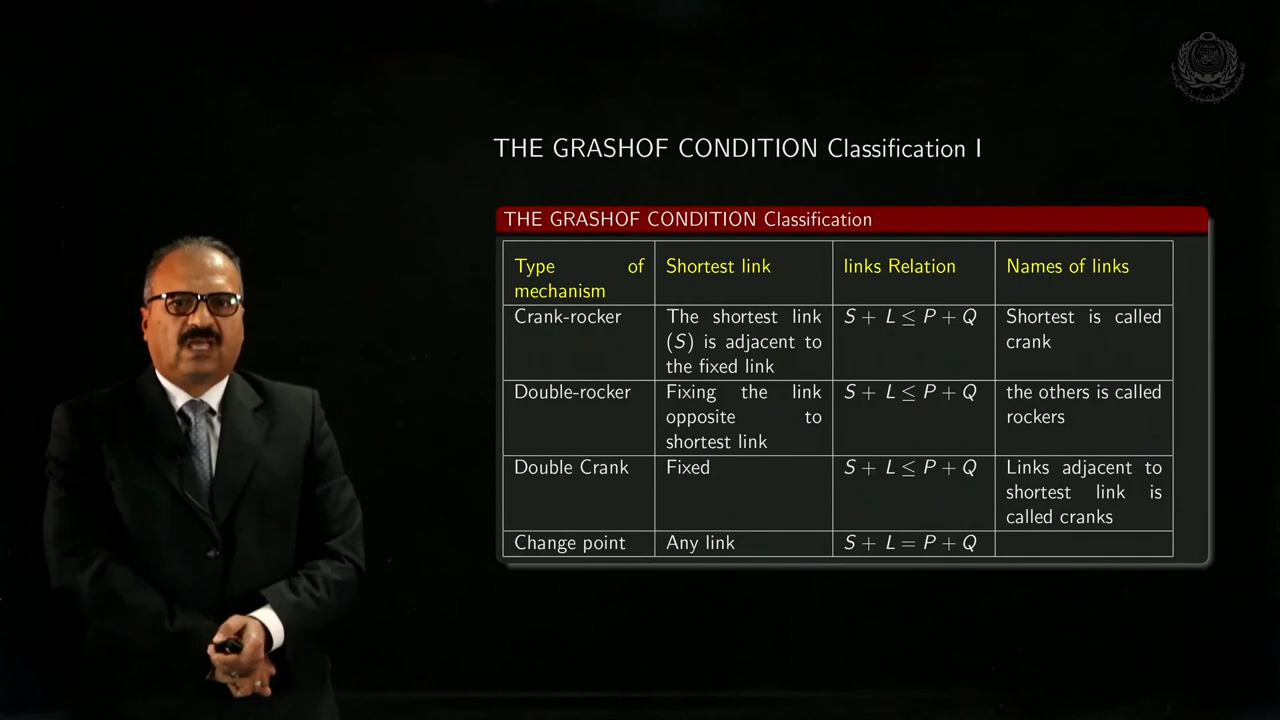 THE GRASHOF CONDITION Classification I
THE GRASHOF CONDITION Classification
Type of
mechanism
Shortest link
links Relation
Names of links
Crank-rocker
The shortest link
(S) is adjacent to
the fixed link
S + L ≤ P + Q
Shortest is called
crank
Double-rocker
Fixing the link
opposite to
shortest link
S + L ≤ P + Q
the others is called
rockers
Double Crank
Fixed
S + L ≤ P + Q
Links adjacent to
shortest link is
called cranks
Change point
Any link
S + L = P + Q